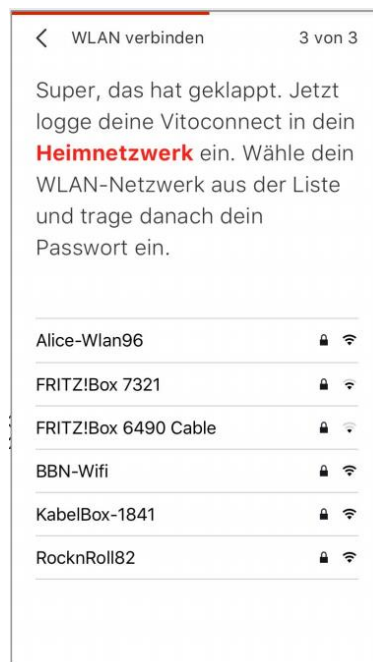 WLAN verbinden 3 von 3
Super, das hat geklappt. Jetzt
logge deine Vitoconnect in dein
Heimnetzwerk ein. Wähle dein
WLAN-Netzwerk aus der Liste
und trage danach dein
Passwort ein.
Alice-Wlan96
FRITZ!Box 7321
FRITZ!Box 6490 Cable
BBN-Wifi
KabelBox-1841
RocknRoll82